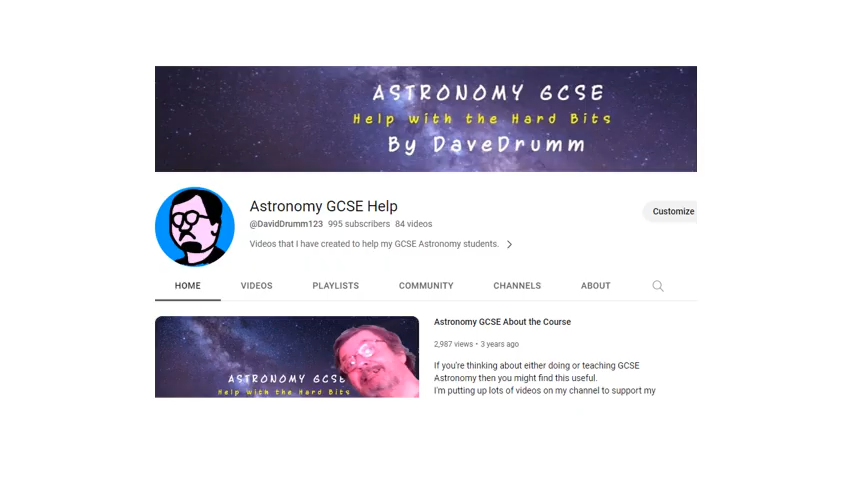 ASTRONOMY GCSE
Help with the Hard Bits
By DaveDrumm
Astronomy GCSE Help
Customize
@DavidDrumm123 995 subscribers 84 videos
Videos that I have created to help my GCSE Astronomy students.
HOME VIDEOS PLAYLISTS COMMUNITY CHANNELS ABOUT
Astronomy GCSE About the Course
2,987 views • 3 years ago
If you're thinking about either doing or teaching GCSE
Astronomy then you might find this useful.
I'm putting up lots of videos on my channel to support my
ASTRONOMY GCSE
Help with the Hard Bits